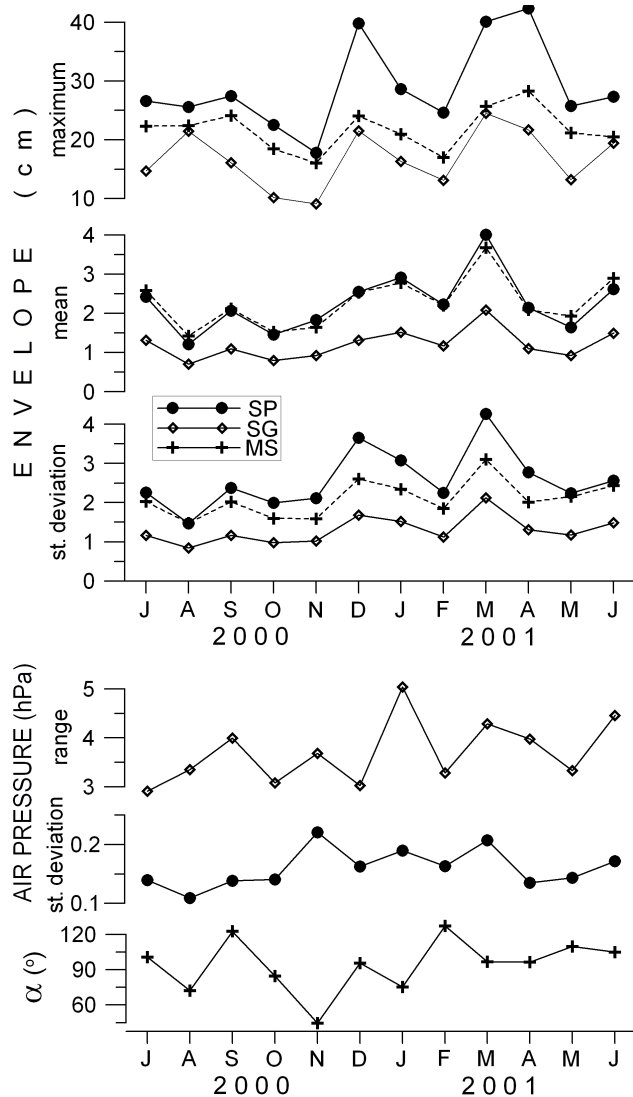 ENVELOPE (cm)
maximum
40
30
20
10
mean
4
3
2
1
0
SP
SG
MS
st. deviation
4
3
2
1
0
J A S O N D J F M A M J
2000 2001
AIR PRESSURE (hPa)
range
5
4
3
st. deviation
0.2
0.1
α (º)
120
90
60
J A S O N D J F M A M J
2000 2001